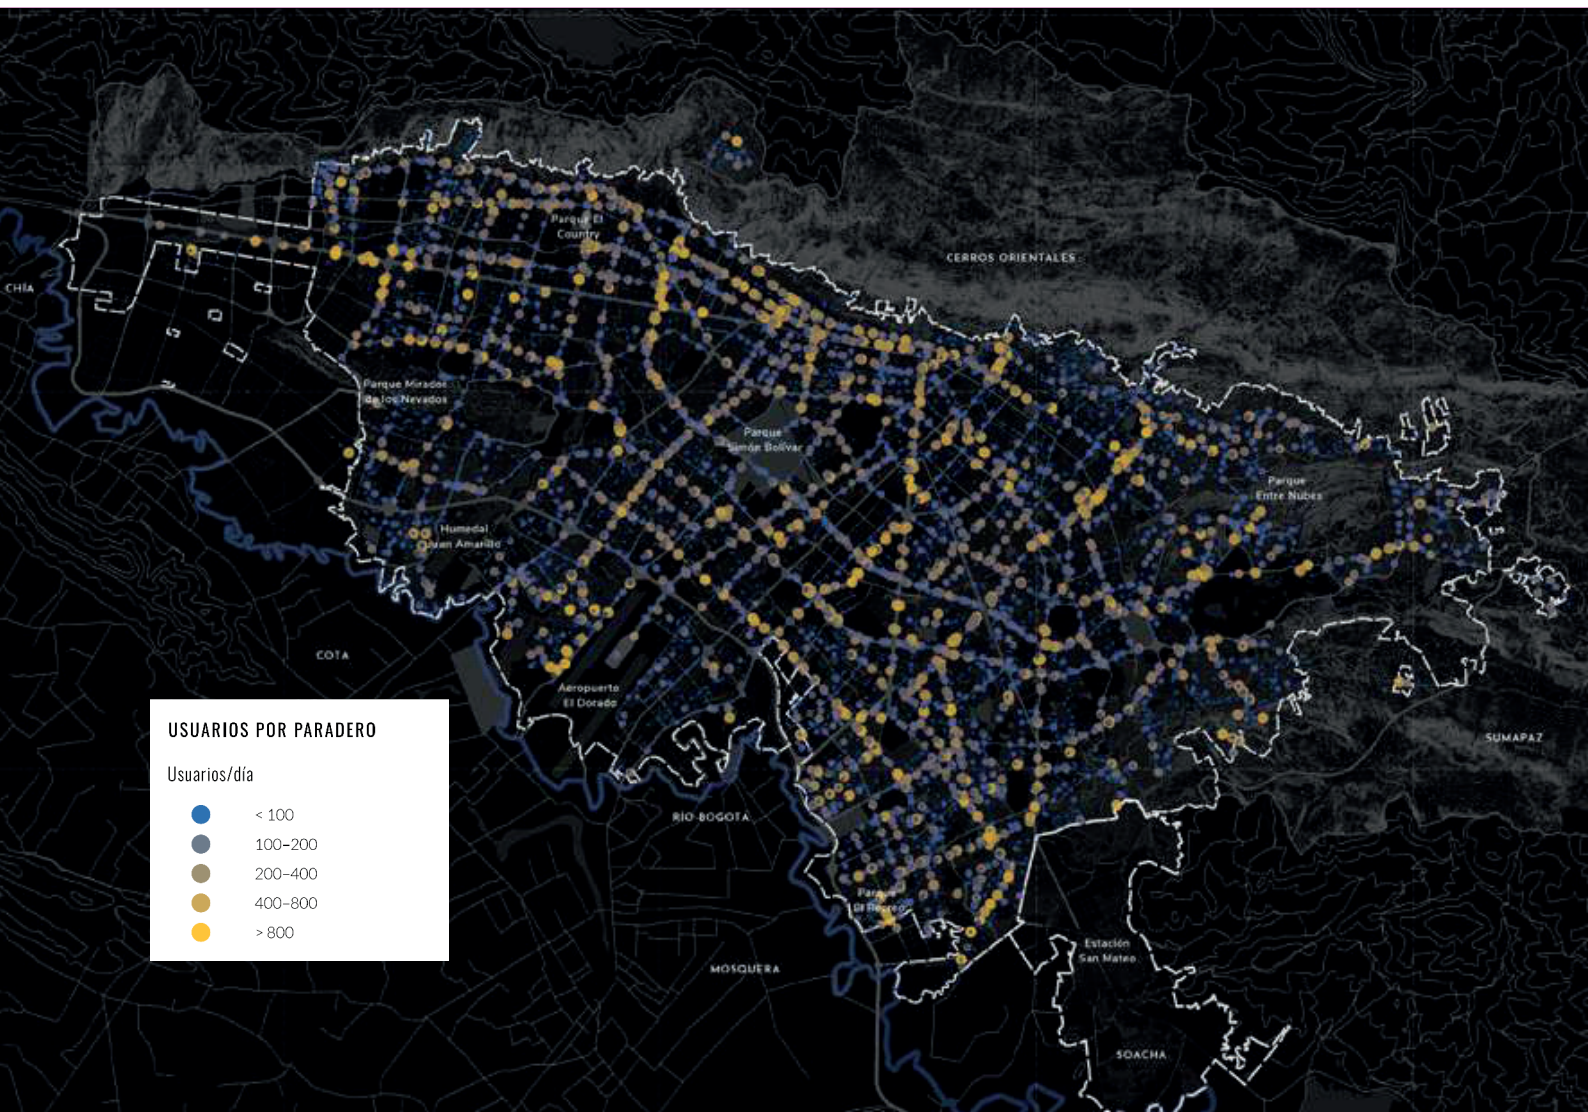 Parque El
Country
CERROS ORIENTALES
CHÍA
Parque Mirador
de los Nevados
Parque
Simón Bolívar
Parque
Entre Nubes
Humedal
Juan Amarillo
COTA
Aeropuerto
El Dorado
SUMAPAZ
RÍO BOGOTA
Parque
El Recreo
Estación
San Mateo
MOSQUERA
SOACHA
USUARIOS POR PARADERO
Usuarios/día
< 100
100–200
200–400
400–800
> 800